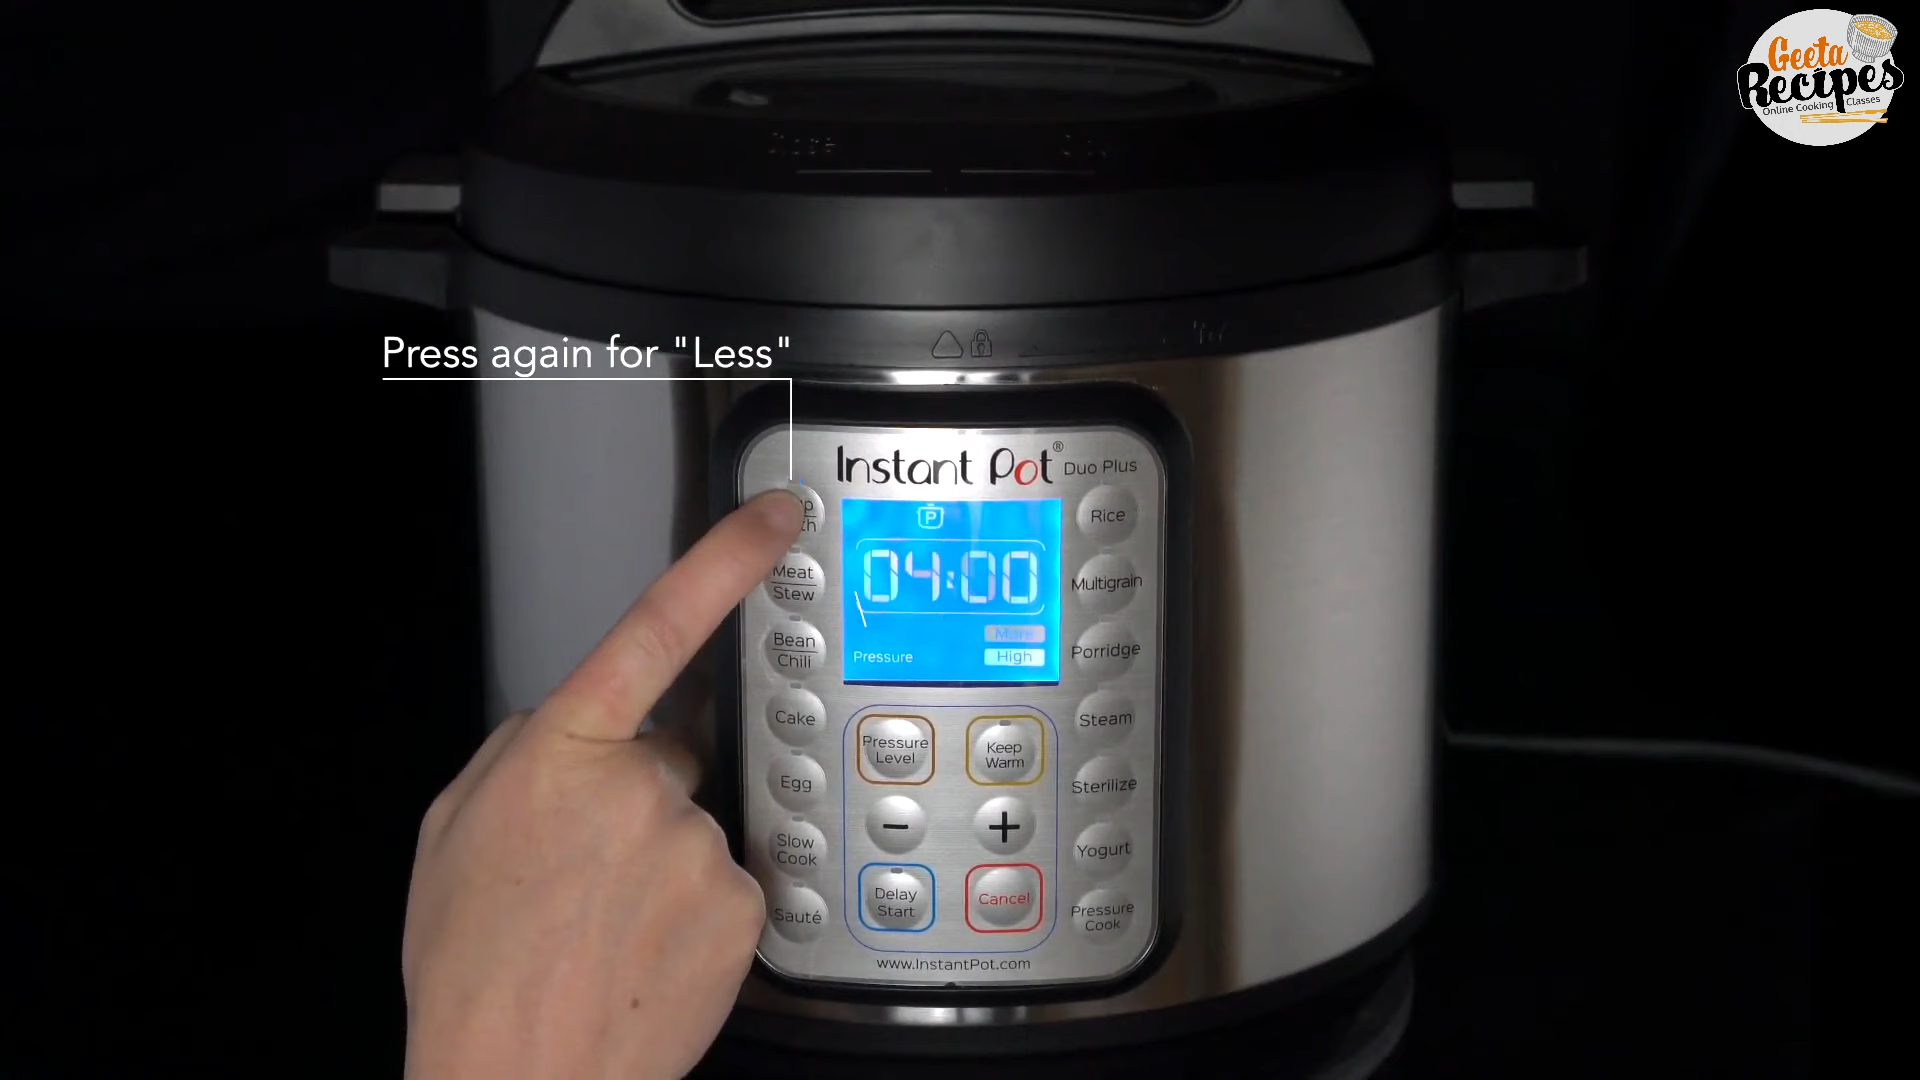 Geeta
Recipes
Online Cooking Classes
Press again for "Less"
Instant Pot® Duo Plus
P
04:00
More
Pressure High
Meat
Stew
Bean
Chili
Cake
Egg
Slow
Cook
Sauté
Pressure
Level
Keep
Warm
−
+
Delay
Start
Cancel
Rice
Multigrain
Porridge
Steam
Sterilize
Yogurt
Pressure
Cook
www.InstantPot.com